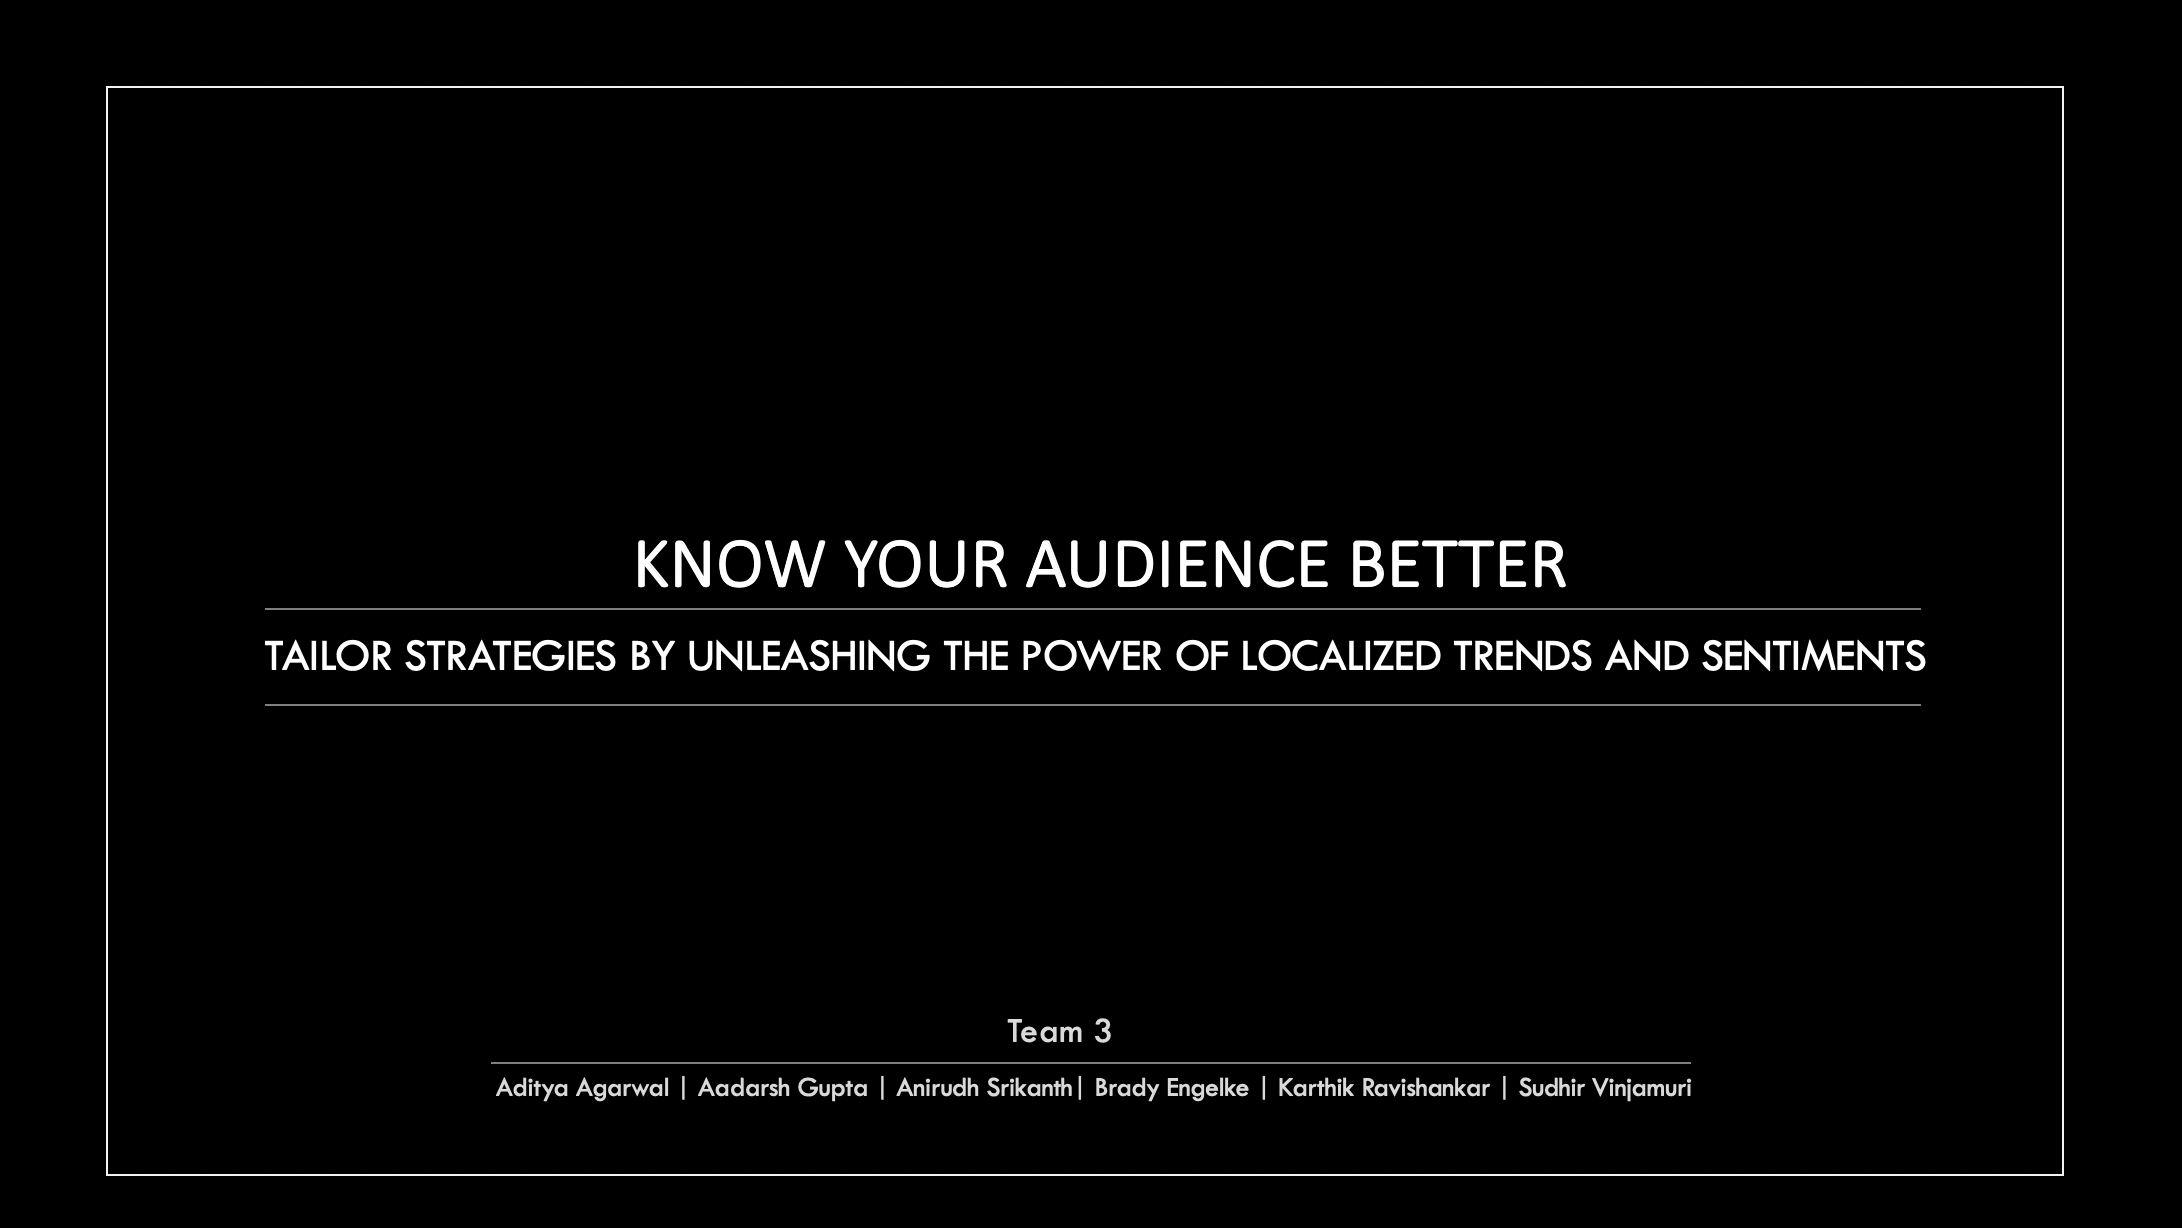 KNOW YOUR AUDIENCE BETTER
TAILOR STRATEGIES BY UNLEASHING THE POWER OF LOCALIZED TRENDS AND SENTIMENTS
Team 3
Aditya Agarwal | Aadarsh Gupta | Anirudh Srikanth| Brady Engelke | Karthik Ravishankar | Sudhir Vinjamuri